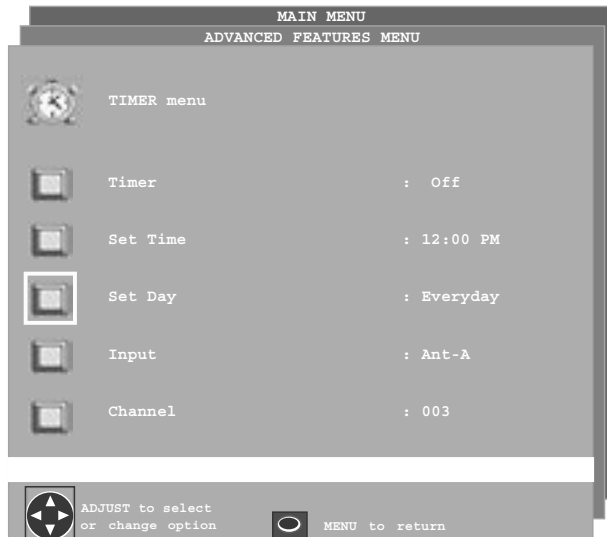 MAIN MENU
ADVANCED FEATURES MENU
TIMER menu
Timer : Off
Set Time : 12:00 PM
Set Day : Everyday
Input : Ant-A
Channel : 003
ADJUST to select
or change option
MENU to return